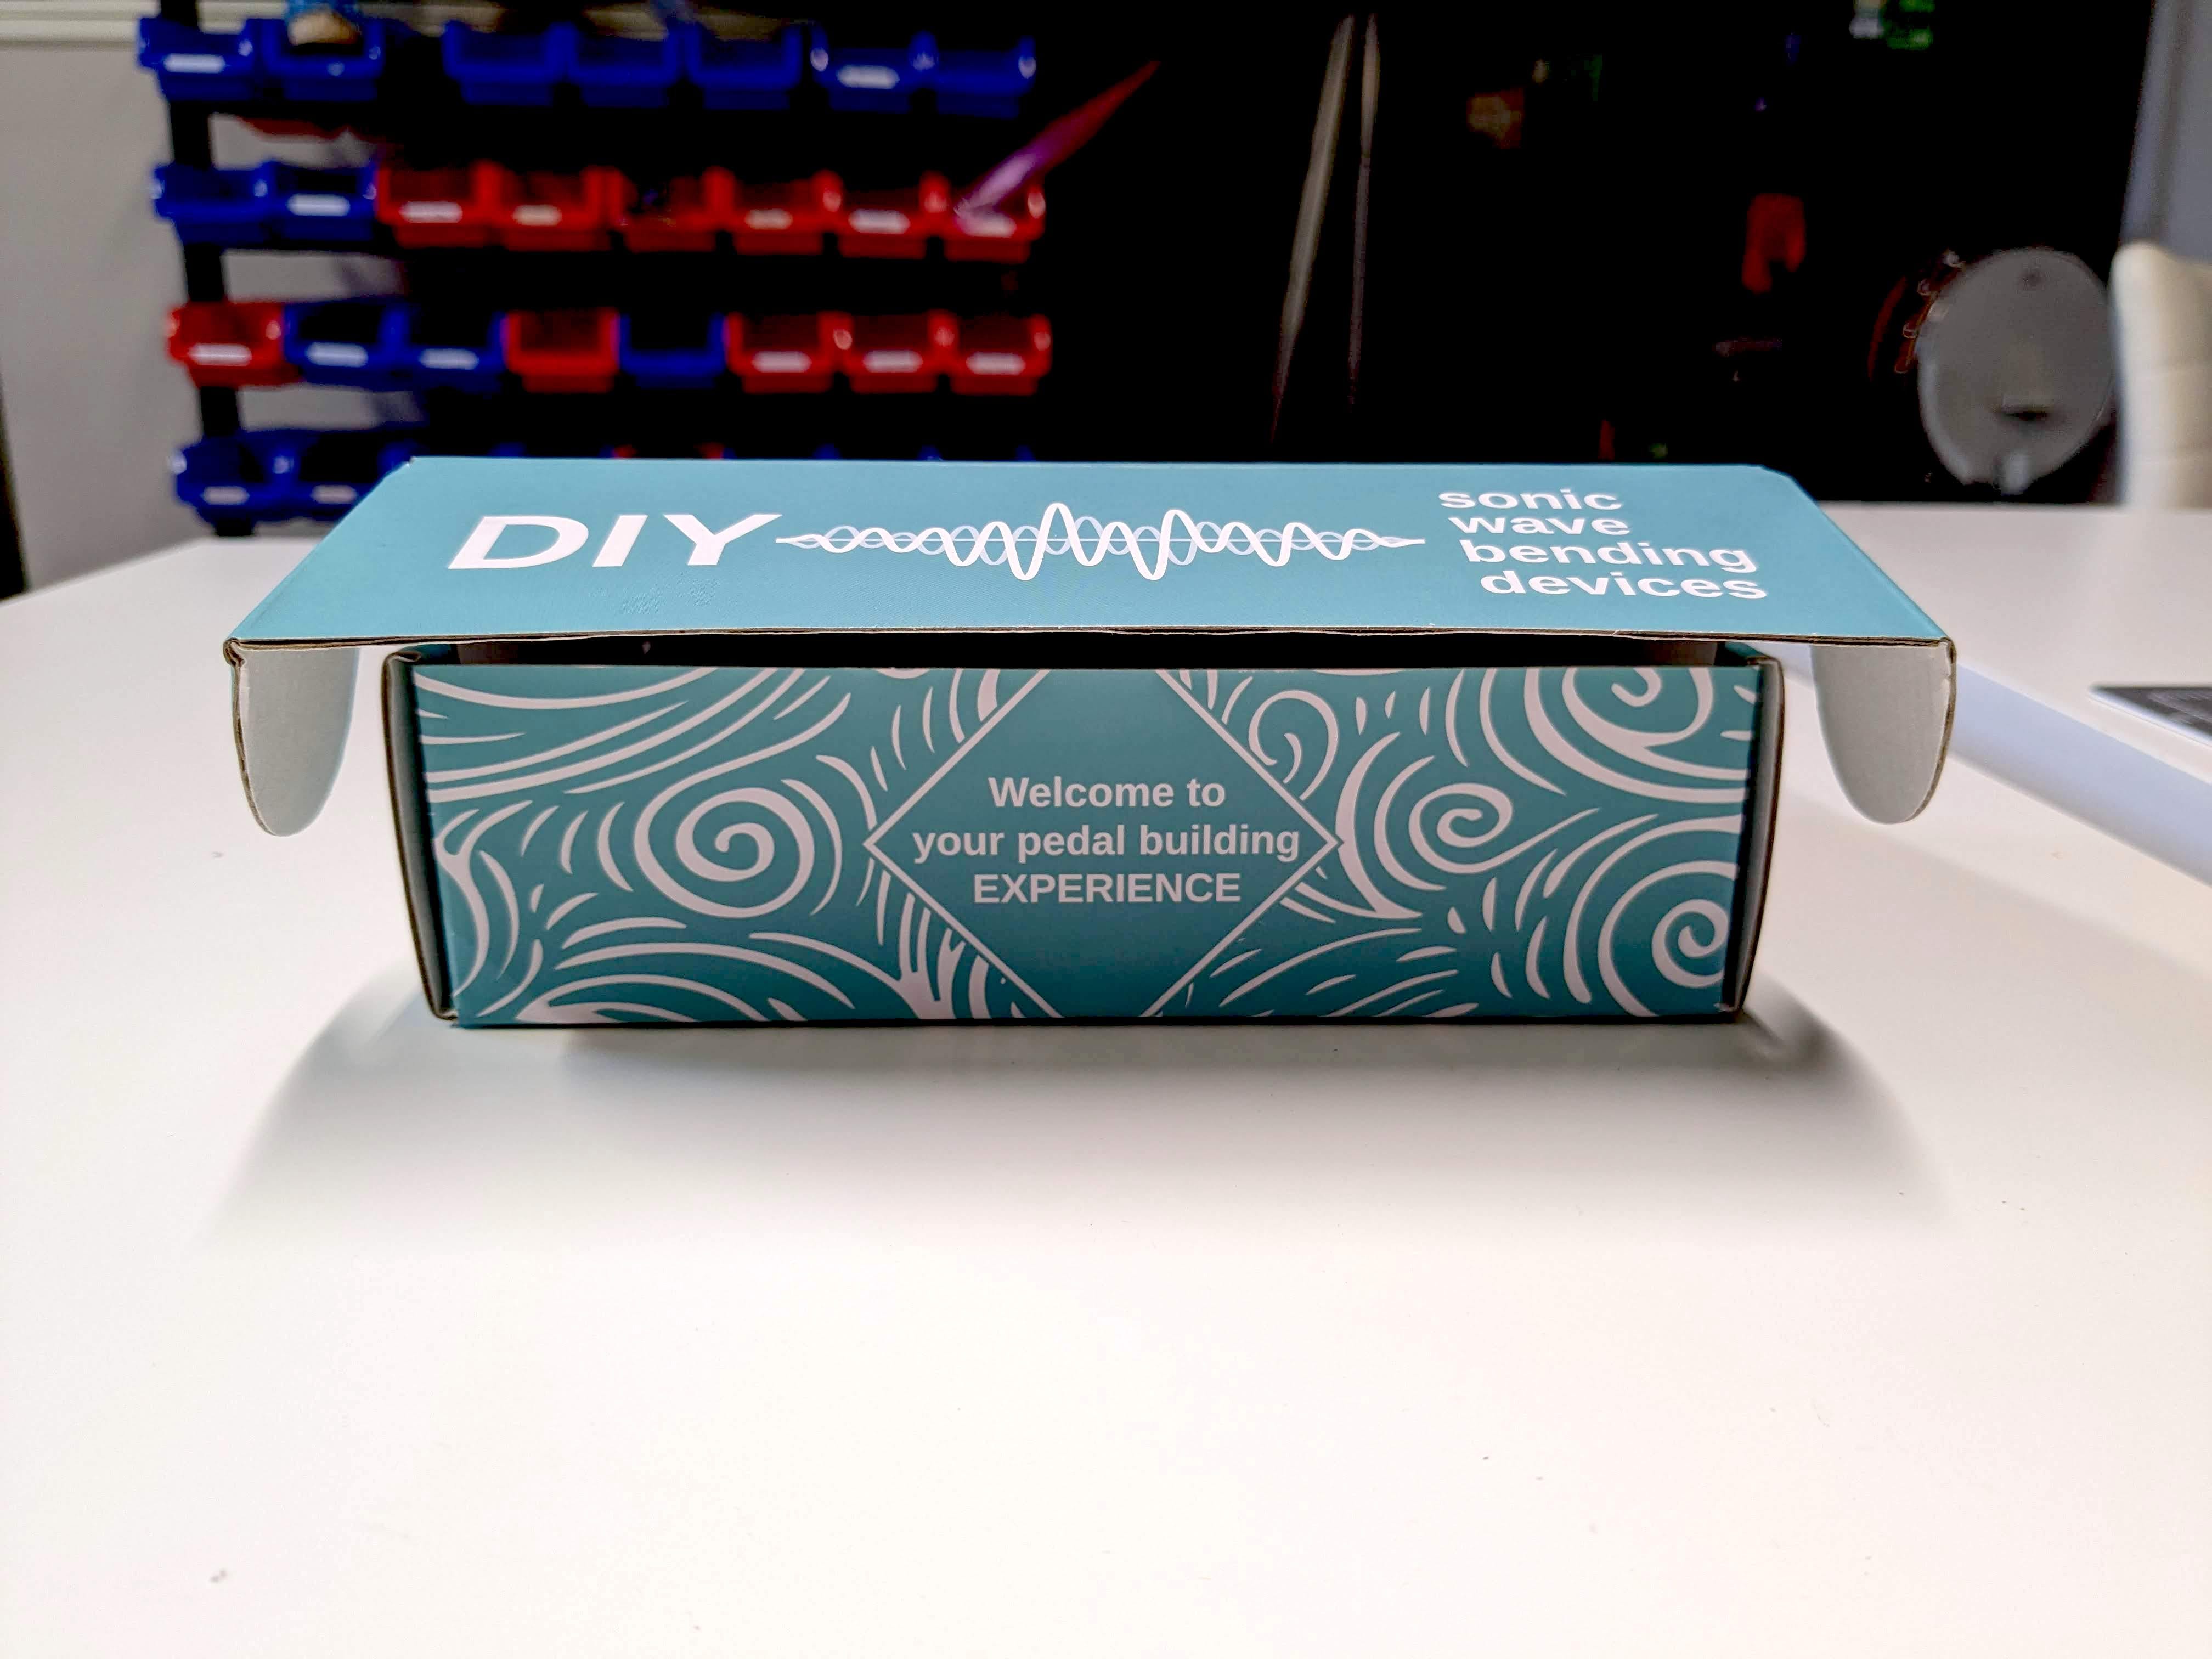 DIY
sonic
wave
bending
devices
Welcome to
your pedal building
EXPERIENCE